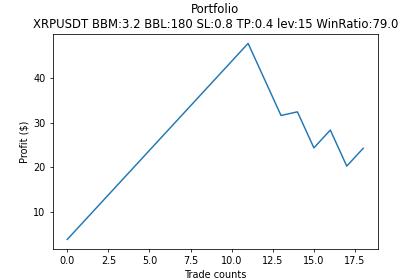 Portfolio
XRPUSDT BBM:3.2 BBL:180 SL:0.8 TP:0.4 lev:15 WinRatio:79.0
40
30
20
10
Profit ($)
0.0 2.5 5.0 7.5 10.0 12.5 15.0 17.5
Trade counts